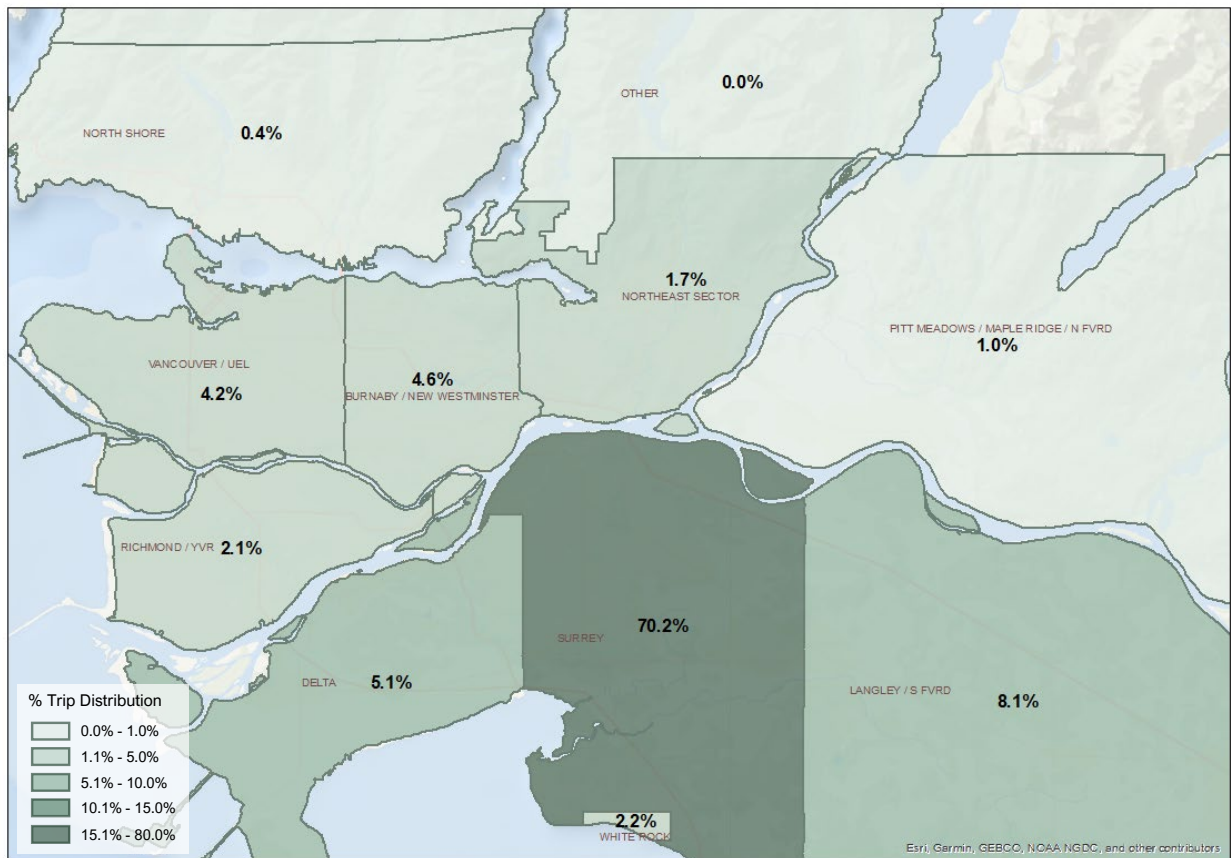 OTHER
0.0%
NORTH SHORE
0.4%
1.7%
NORTHEAST SECTOR
PITT MEADOWS / MAPLE RIDGE / N FVRD
1.0%
VANCOUVER / UEL
4.2%
4.6%
BURNABY / NEW WESTMINSTER
RICHMOND / YVR
2.1%
SURREY
70.2%
DELTA
5.1%
LANGLEY / S FVRD
8.1%
2.2%
WHITE ROCK
% Trip Distribution
0.0% - 1.0%
1.1% - 5.0%
5.1% - 10.0%
10.1% - 15.0%
15.1% - 80.0%
Esri, Garmin, GEBCO, NOAA NGDC, and other contributors